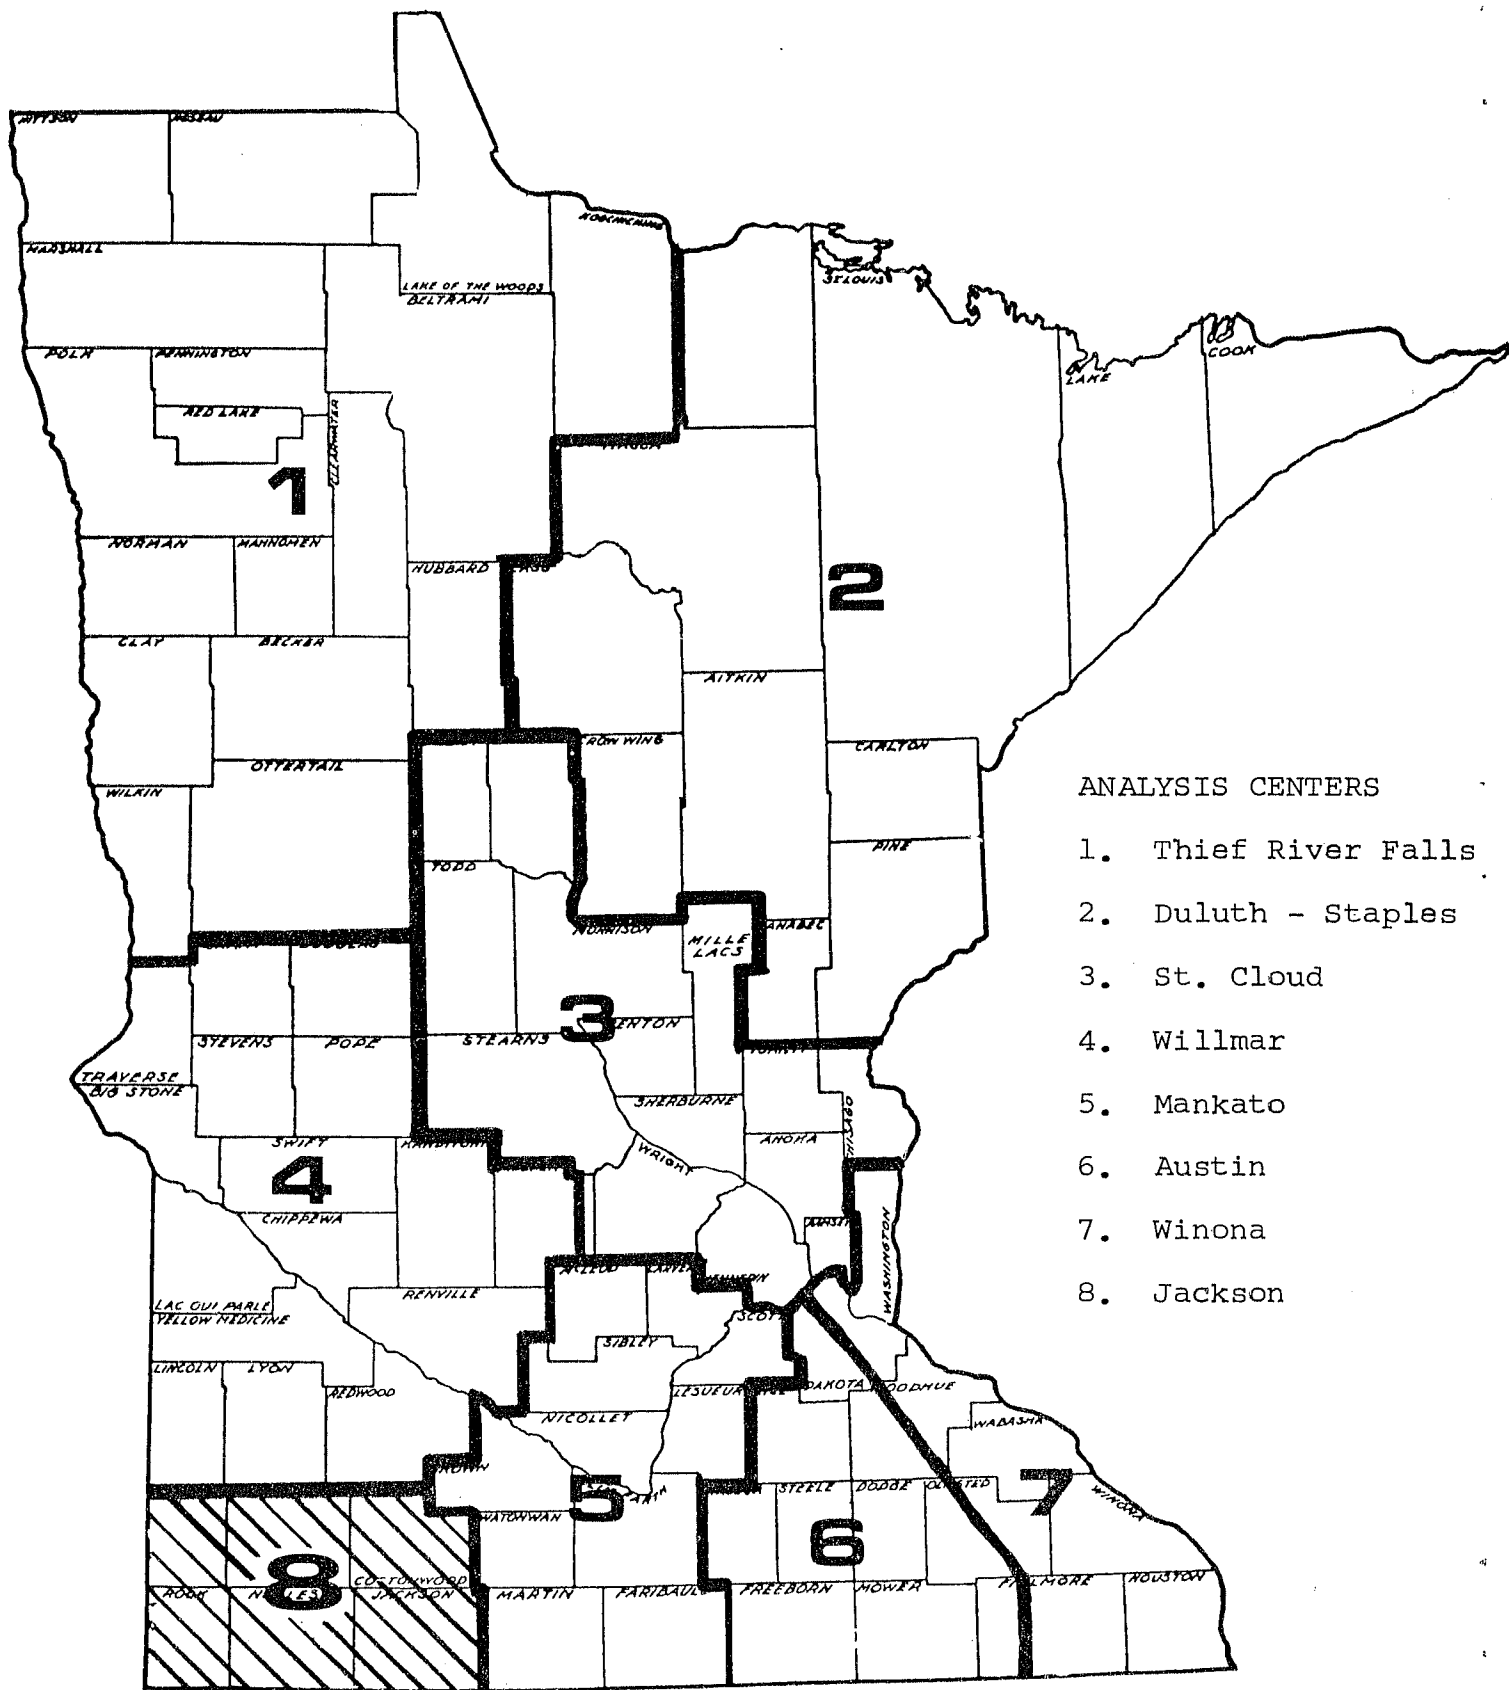 KITTSON
ROSEAU
KOOCHICHING
MARSHALL
LAKE OF THE WOODS
BELTRAMI
ST. LOUIS
COOK
LAKE
POLK
PENNINGTON
RED LAKE
CLEARWATER
1
NORMAN
MAHNOMEN
HUBBARD
2
CLAY
BECKER
AITKIN
OTTERTAIL
CARLTON
WILKIN
PINE
TODD
MORRISON
MILLE
LACS
3
STEVENS
POPE
STEARNS
TRAVERSE
BIG STONE
SHERBURNE
ANOKA
SWIFT
WRIGHT
4
CHIPPEWA
WASHINGTON
LAC QUI PARLE
YELLOW MEDICINE
RENVILLE
SIBLEY
SCOTT
LINCOLN
LYON
REDWOOD
LESUEUR
DAKOTA
NICOLLET
WABASHA
5
STEELE
DODGE
7
WINONA
WATONWAN
6
8
COTTONWOOD
ROCK
JACKSON
MARTIN
FARIBAUL
FREEBORN
MOWER
FILLMORE
HOUSTON
ANALYSIS CENTERS
1. Thief River Falls
2. Duluth - Staples
3. St. Cloud
4. Willmar
5. Mankato
6. Austin
7. Winona
8. Jackson